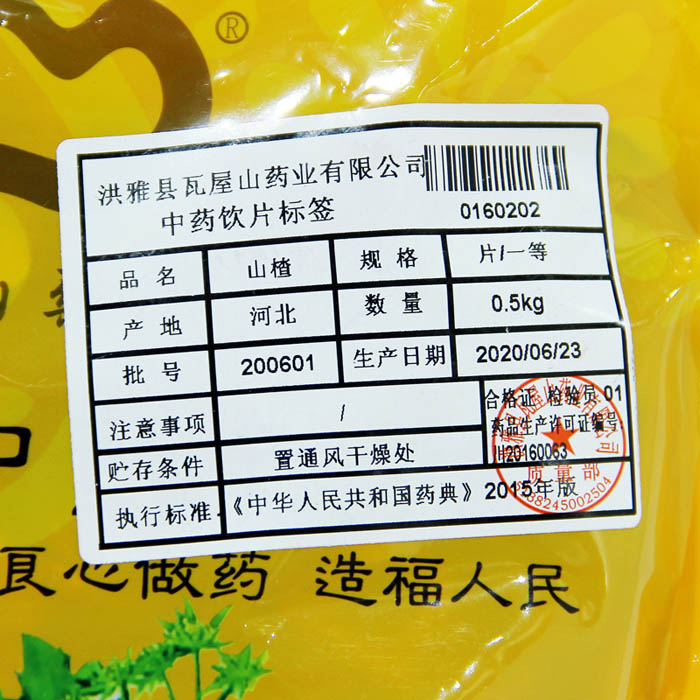 ®
洪雅县瓦屋山药业有限公司
中药饮片标签
0160202
品名 山楂 规格 片/一等
产地 河北 数量 0.5kg
批号 200601 生产日期 2020/06/23
注意事项 /
合格证 检验员 01
药品生产许可证编号:
川20160063
贮存条件 置通风干燥处
质量部
38245002504
执行标准 《中华人民共和国药典》 2015年版
良心做药 造福人民